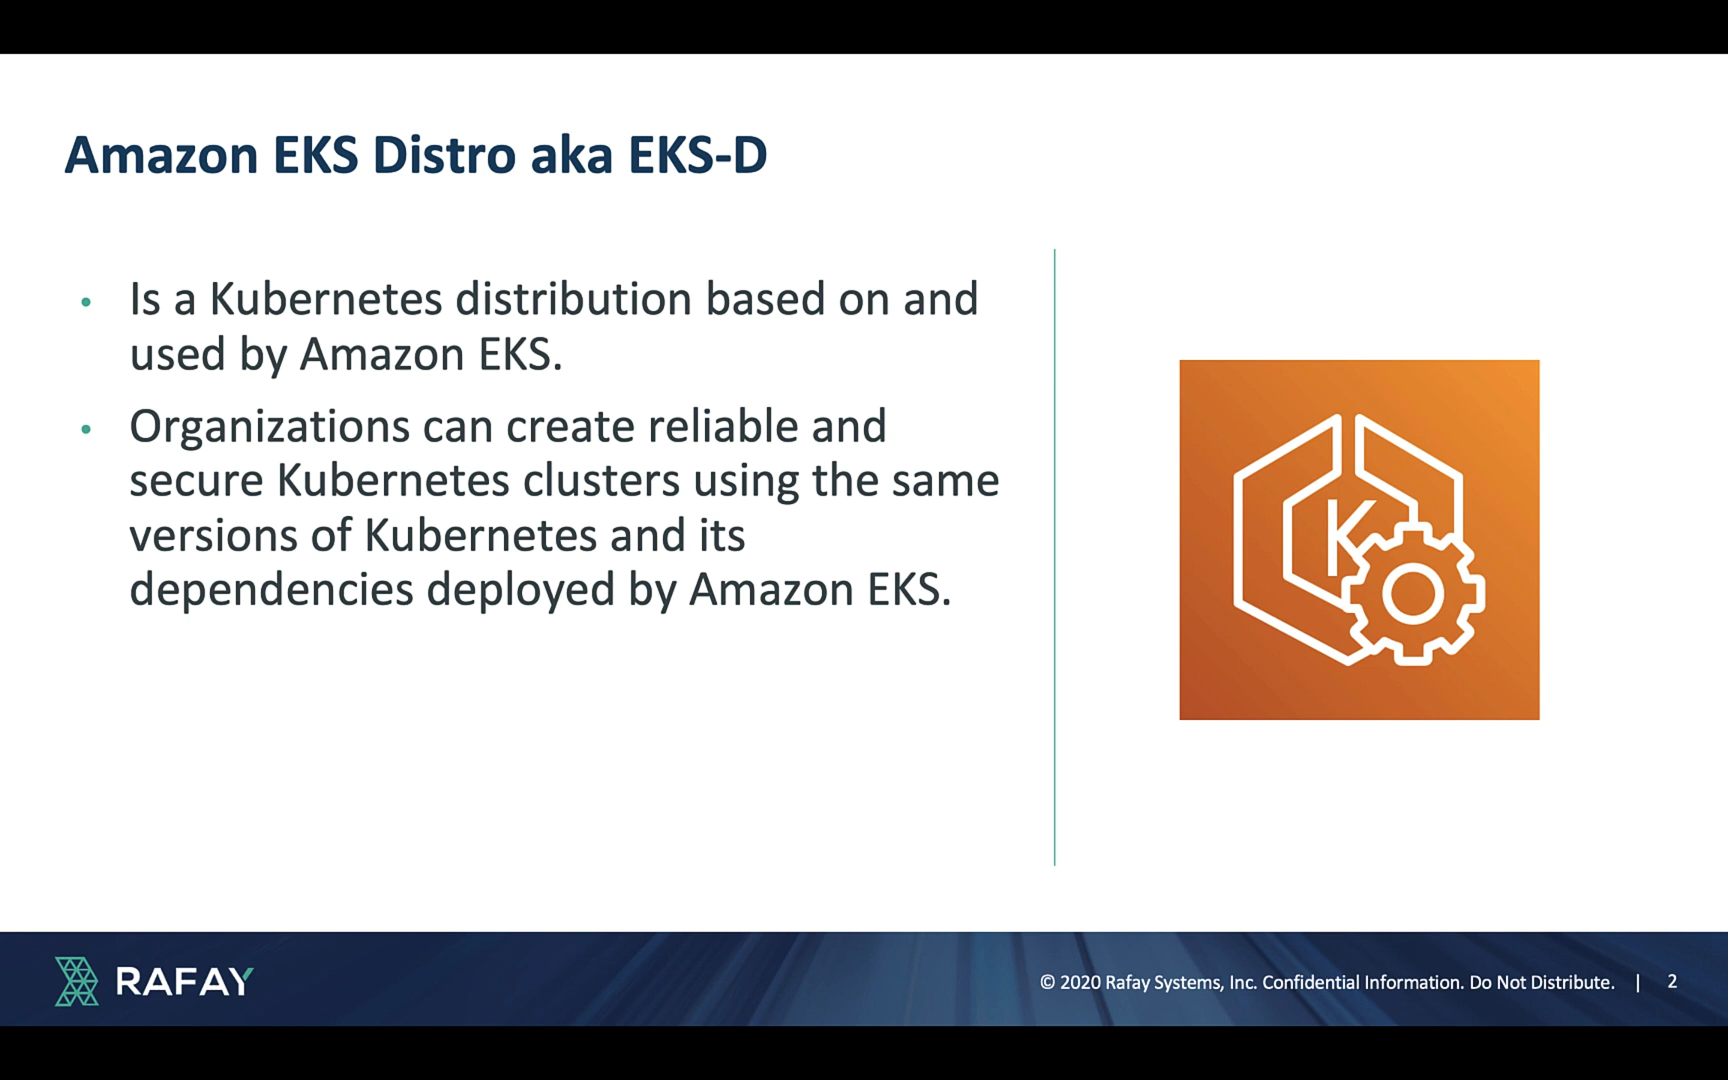 Amazon EKS Distro aka EKS-D
• Is a Kubernetes distribution based on and
used by Amazon EKS.
• Organizations can create reliable and
secure Kubernetes clusters using the same
versions of Kubernetes and its
dependencies deployed by Amazon EKS.
K
RAFAY
© 2020 Rafay Systems, Inc. Confidential Information. Do Not Distribute. | 2